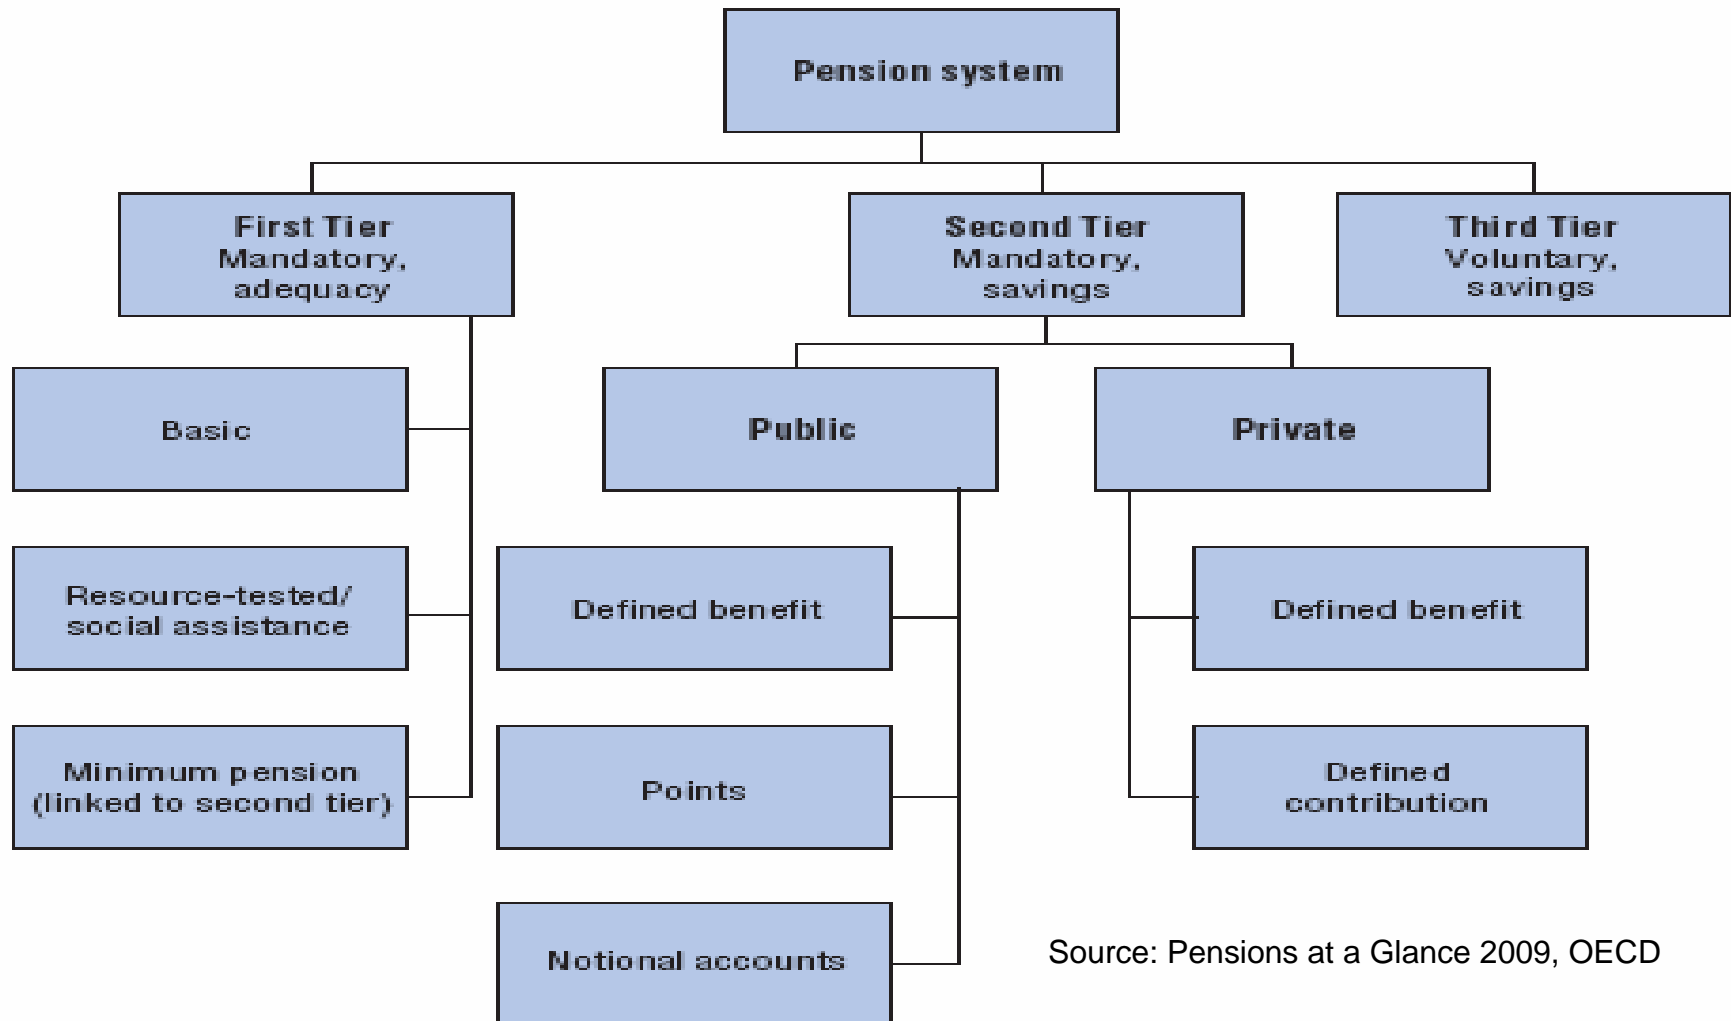 Pension system
First Tier
Mandatory,
adequacy
Second Tier
Mandatory,
savings
Third Tier
Voluntary,
savings
Basic
Public
Private
Resource-tested/
social assistance
Defined benefit
Defined benefit
Minimum pension
(linked to second tier)
Points
Defined
contribution
Notional accounts
Source: Pensions at a Glance 2009, OECD